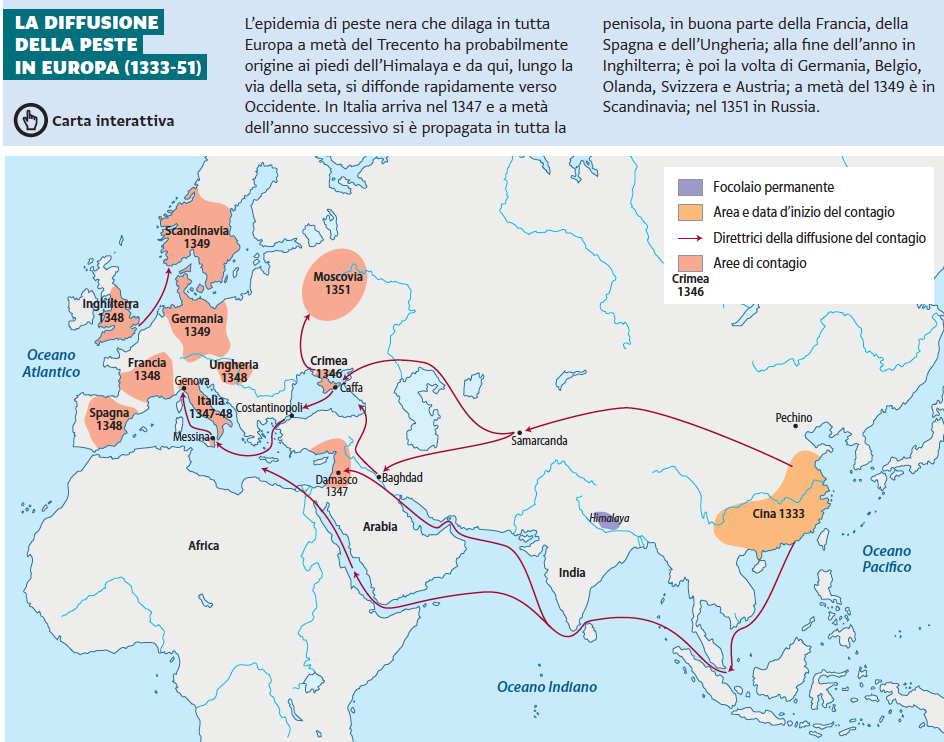 LA DIFFUSIONE
DELLA PESTE
IN EUROPA (1333-51)
Carta interattiva
L'epidemia di peste nera che dilaga in tutta
Europa a metà del Trecento ha probabilmente
origine ai piedi dell'Himalaya e da qui, lungo la
via della seta, si diffonde rapidamente verso
Occidente. In Italia arriva nel 1347 e a metà
dell'anno successivo si è propagata in tutta la
penisola, in buona parte della Francia, della
Spagna e dell'Ungheria; alla fine dell'anno in
Inghilterra; è poi la volta di Germania, Belgio,
Olanda, Svizzera e Austria; a metà del 1349 è in
Scandinavia; nel 1351 in Russia.
Focolaio permanente
Area e data d'inizio del contagio
Direttrici della diffusione del contagio
Aree di contagio
Crimea
1346
Scandinavia
1349
Moscovia
1351
Inghilterra
1348
Germania
1349
Oceano
Atlantico
Francia
1348
Ungheria
1348
Crimea
1346
Caffa
Genova
Italia
1347-48
Costantinopoli
Spagna
1348
Messina
Samarcanda
Pechino
Damasco
1347
Baghdad
Cina 1333
Himalaya
Arabia
Africa
India
Oceano
Pacifico
Oceano Indiano